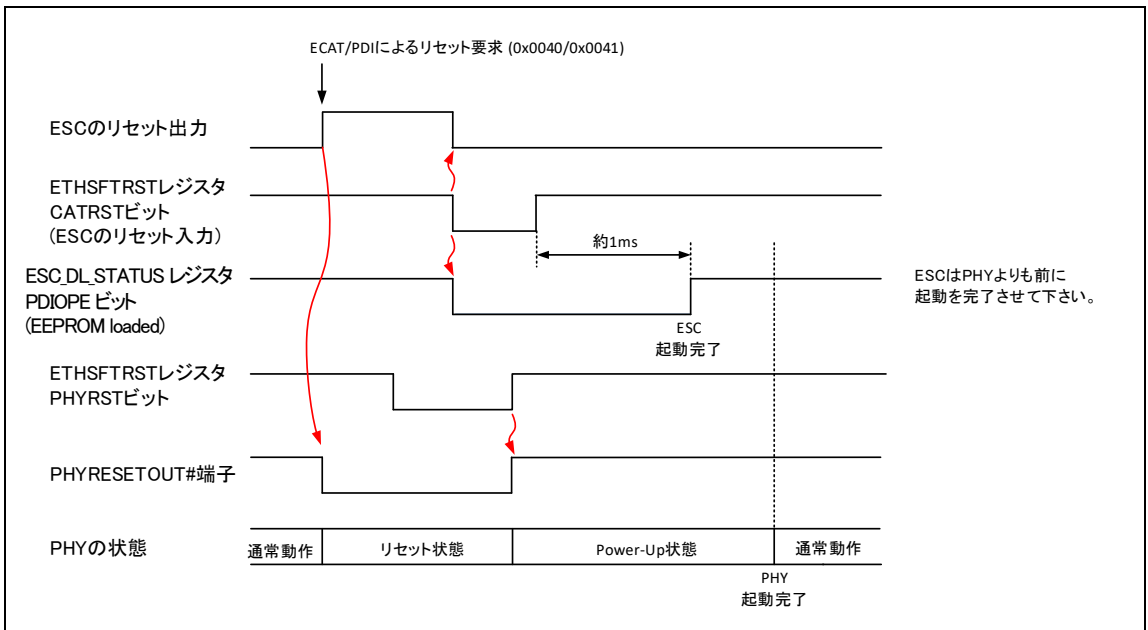 ECAT/PDIによるリセット要求 (0x0040/0x0041)
ESCのリセット出力
ETHSFTRSTレジスタ
CATRSTビット
(ESCのリセット入力)
約1ms
ESC_DL_STATUS レジスタ
PDIOPE ビット
(EEPROM loaded)
ESCはPHYよりも前に
起動を完了させて下さい。
ESC
起動完了
ETHSFTRSTレジスタ
PHYRSTビット
PHYRESETOUT#端子
PHYの状態
通常動作
リセット状態
Power-Up状態
通常動作
PHY
起動完了